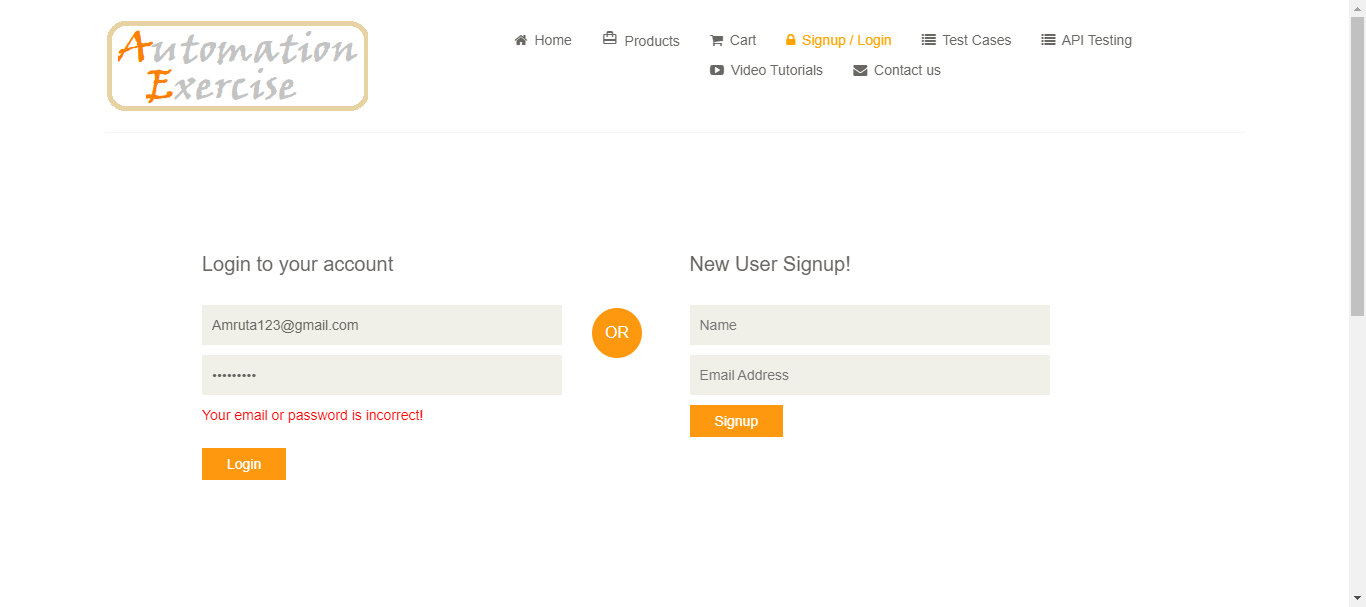 Automation
Exercise
Home Products Cart Signup / Login Test Cases API Testing
Video Tutorials Contact us
Login to your account
Amruta123@gmail.com
•••••••••
Your email or password is incorrect!
Login
OR
New User Signup!
Name
Email Address
Signup